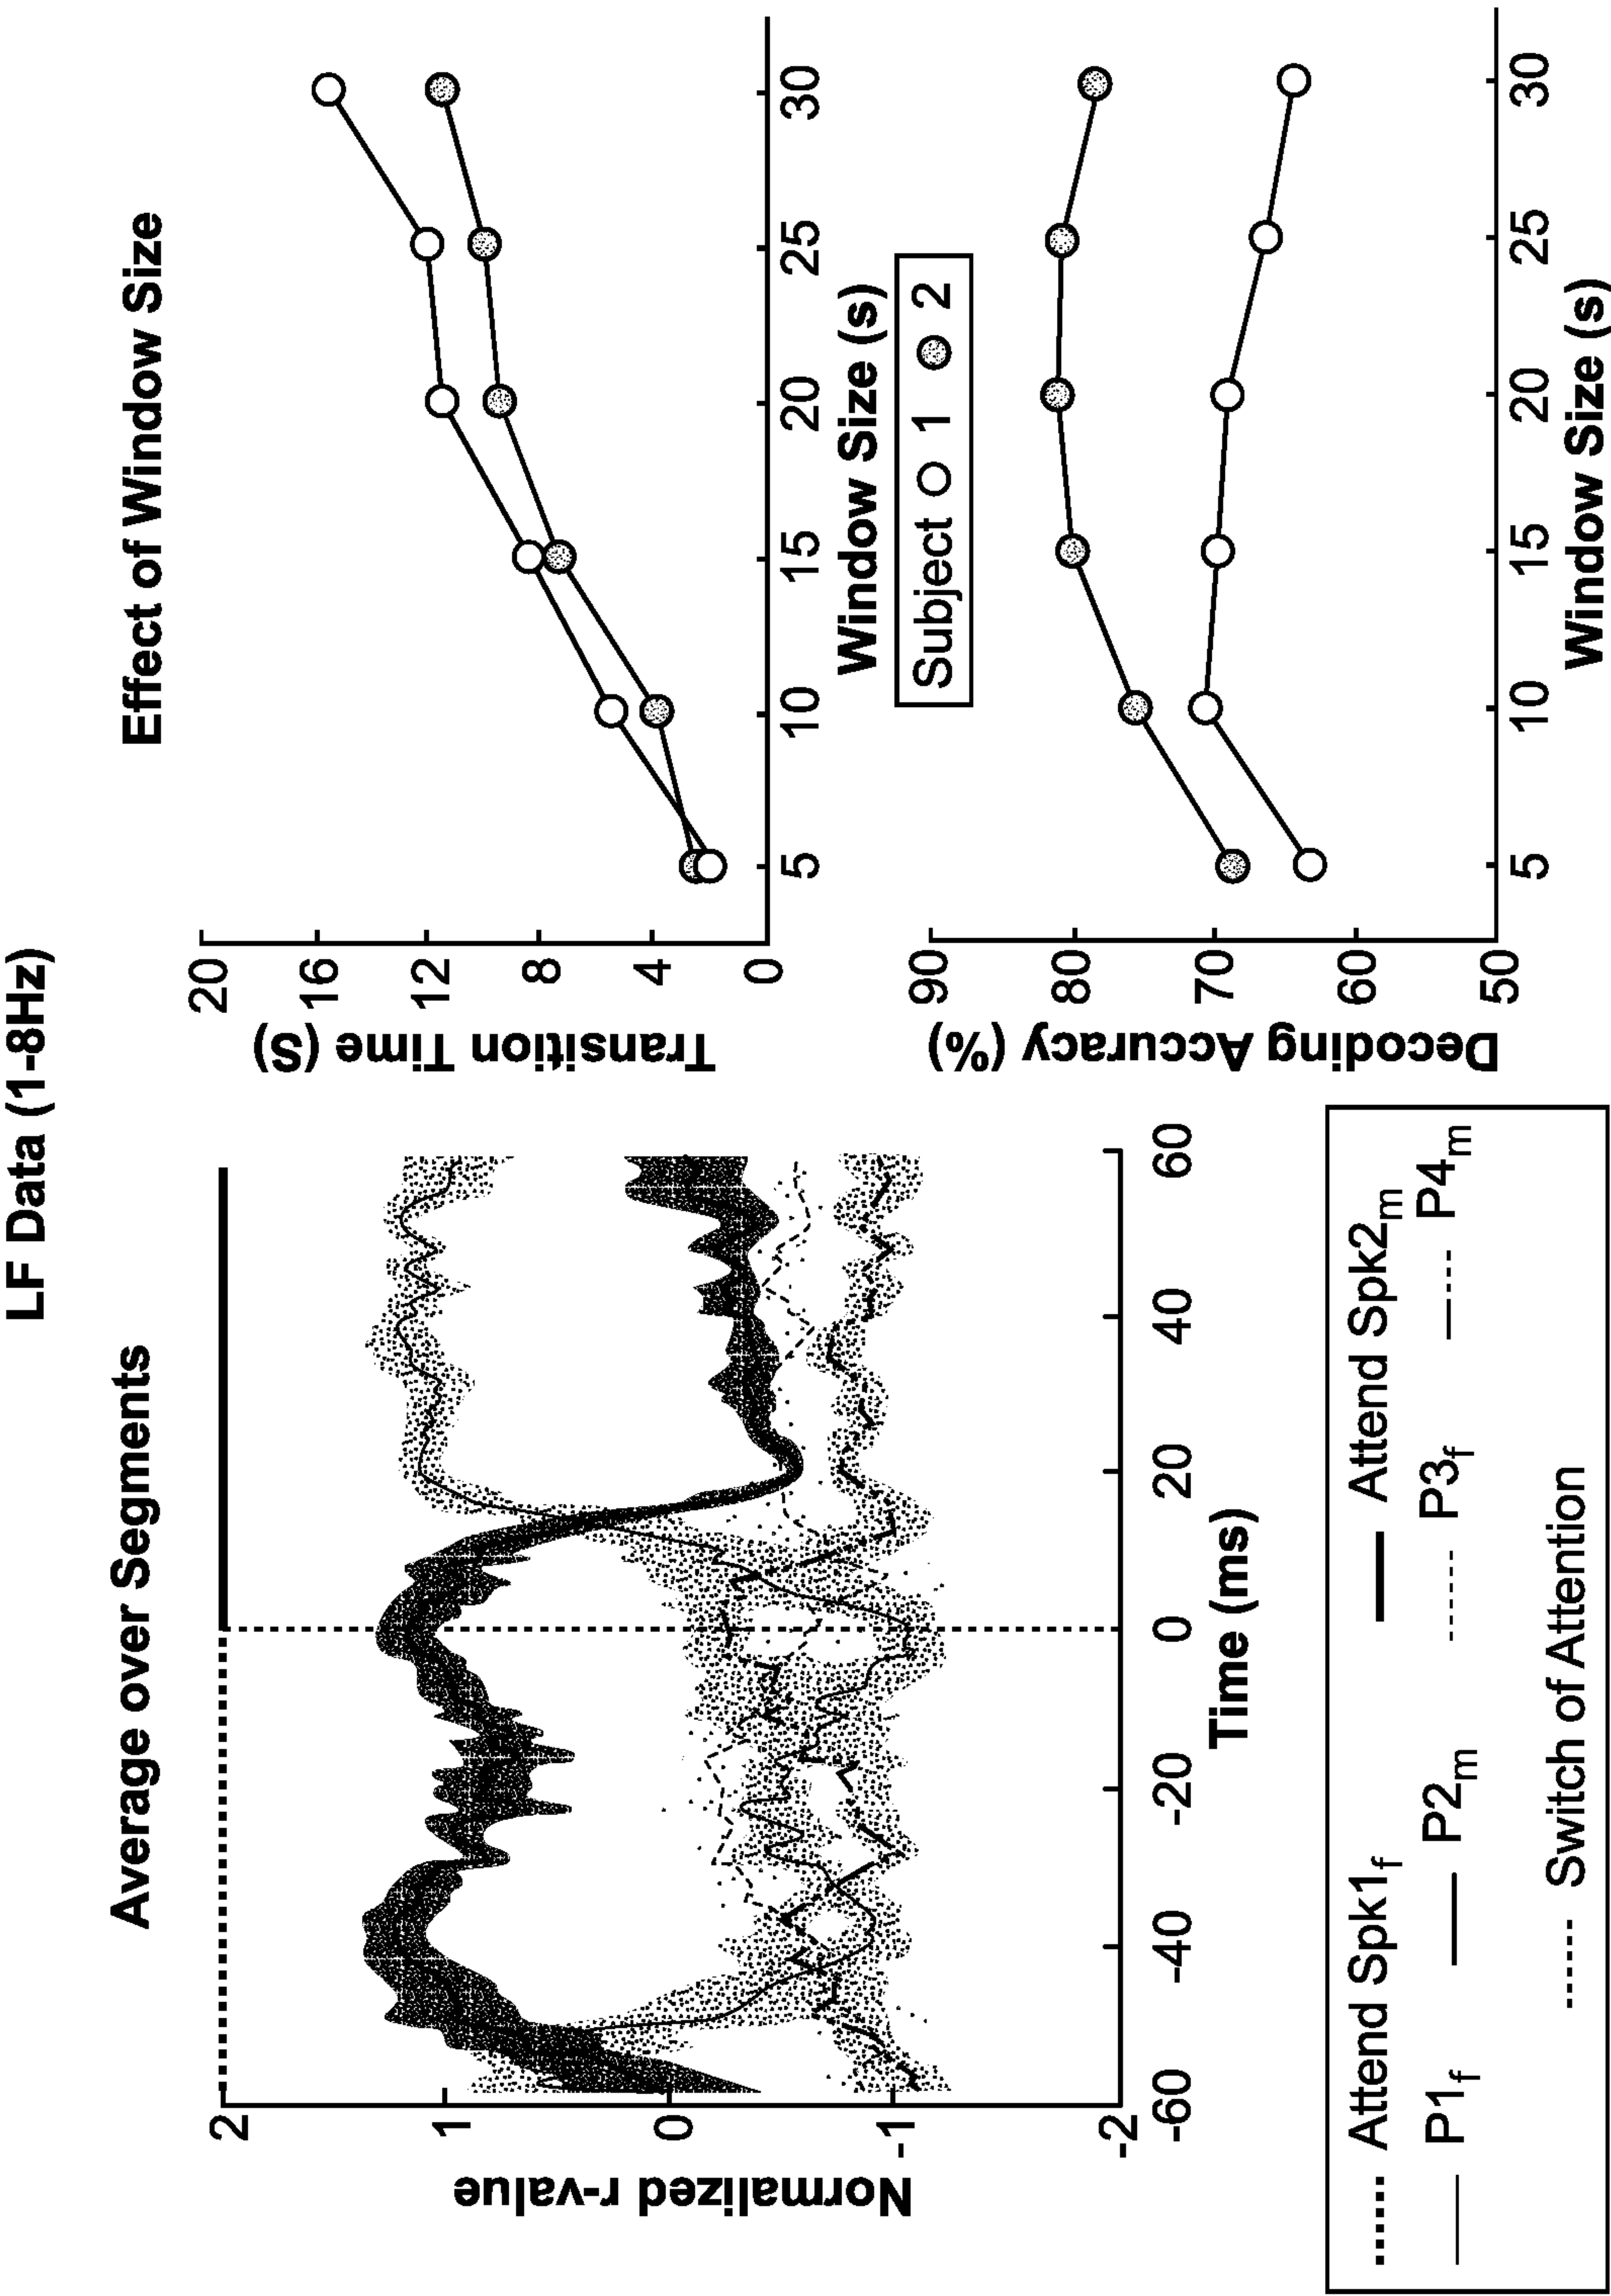 LF Data (1-8Hz)
Average over Segments
Normalized r-value
2
1
0
-1
-2
-60
-40
-20
0
20
40
60
Time (ms)
Effect of Window Size
Transition Time (S)
20
16
12
8
4
0
5
10
15
20
25
30
Window Size (s)
Subject 1 2
Decoding Accuracy (%)
90
80
70
60
50
5
10
15
20
25
30
Window Size (s)
Attend Spk1f Attend Spk2m
P1f P2m P3f P4m
Switch of Attention